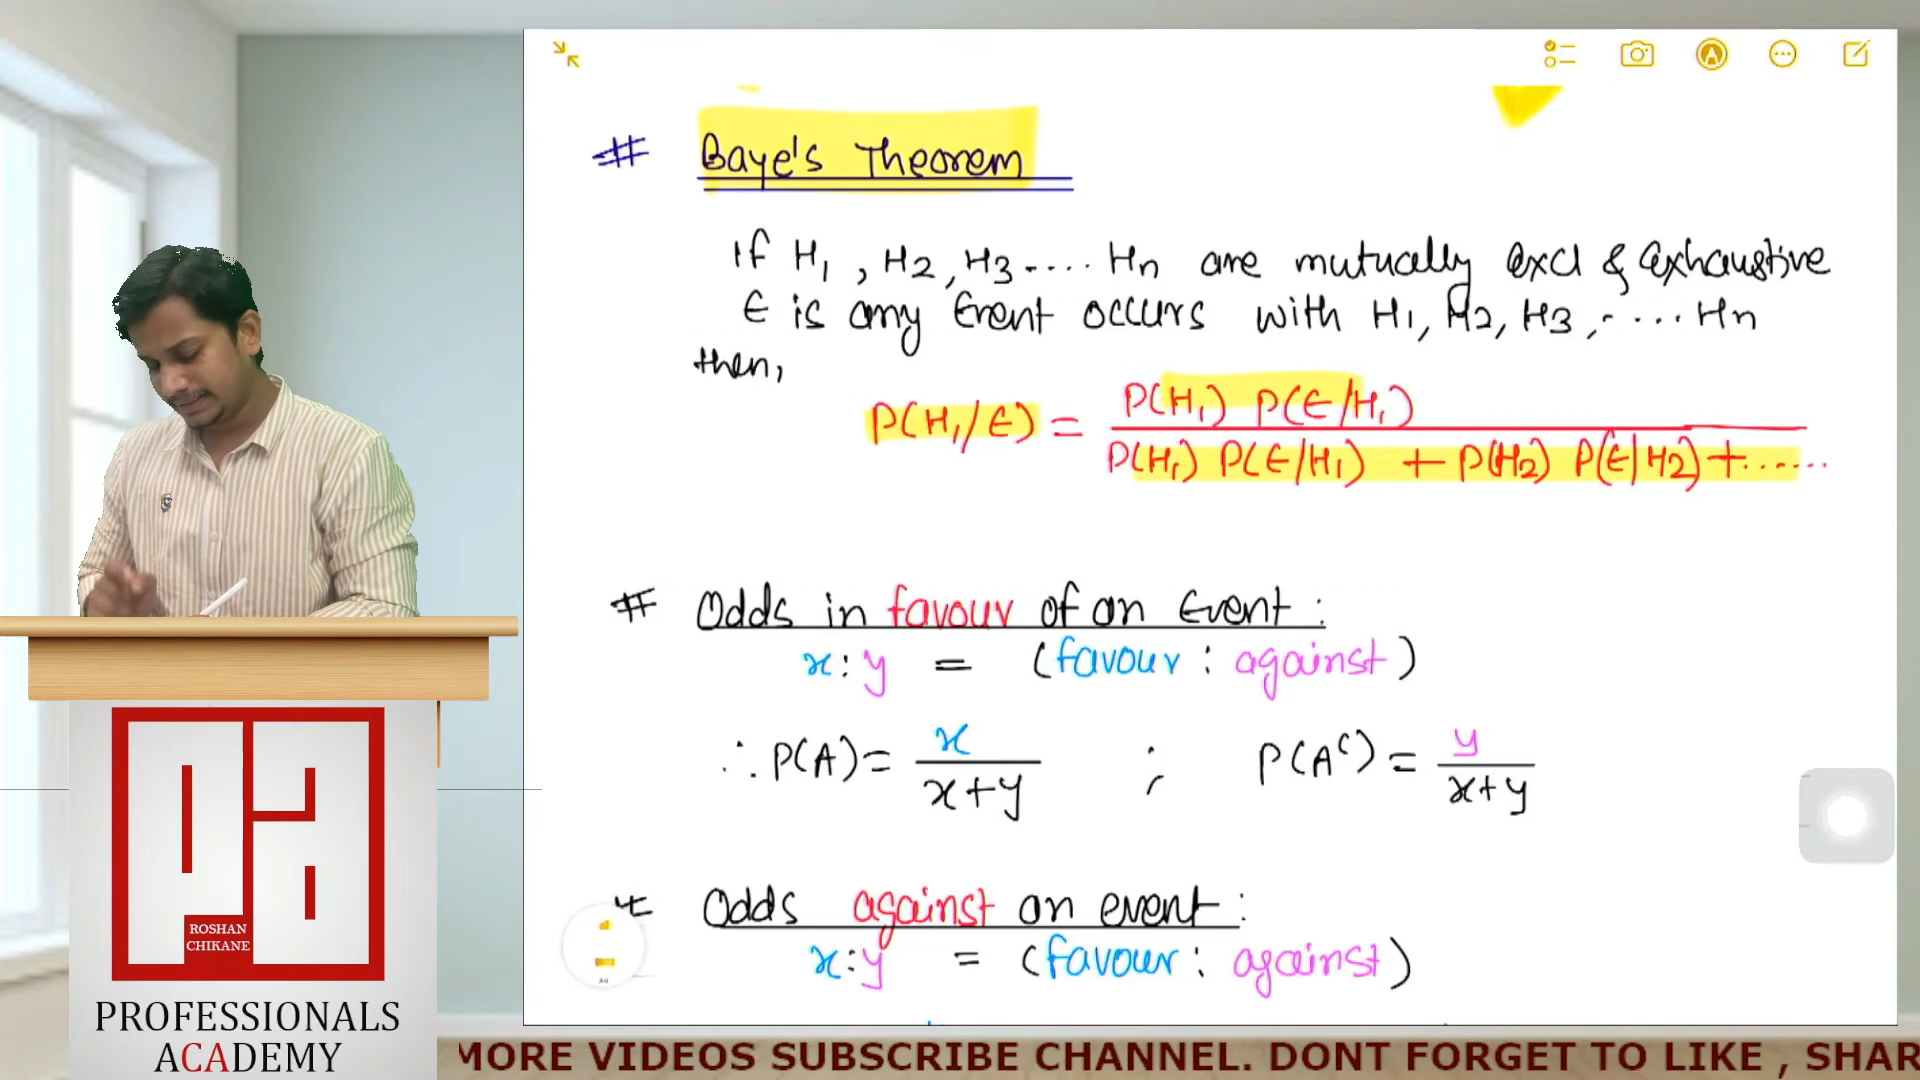 # Baye's Theorem
If H₁, H2, H3.... Hn are mutually excl & exhaustive
E is any Event occurs with H1, H2, H3,..... Hn
then,
P(H₁/E) = P(H₁) P(E/H₁)
P(H₁) P(E/H1) + P(H2) P(E/H2) +......
# Odds in favour of an Event :
x : y = (favour : against)
∴ P(A) = x / x+y ; P(Aᶜ) = y / x+y
# Odds against an event :
x : y = (favour : against)
ROSHAN
CHIKANE
PROFESSIONALS
ACADEMY
MORE VIDEOS SUBSCRIBE CHANNEL. DONT FORGET TO LIKE , SHAR